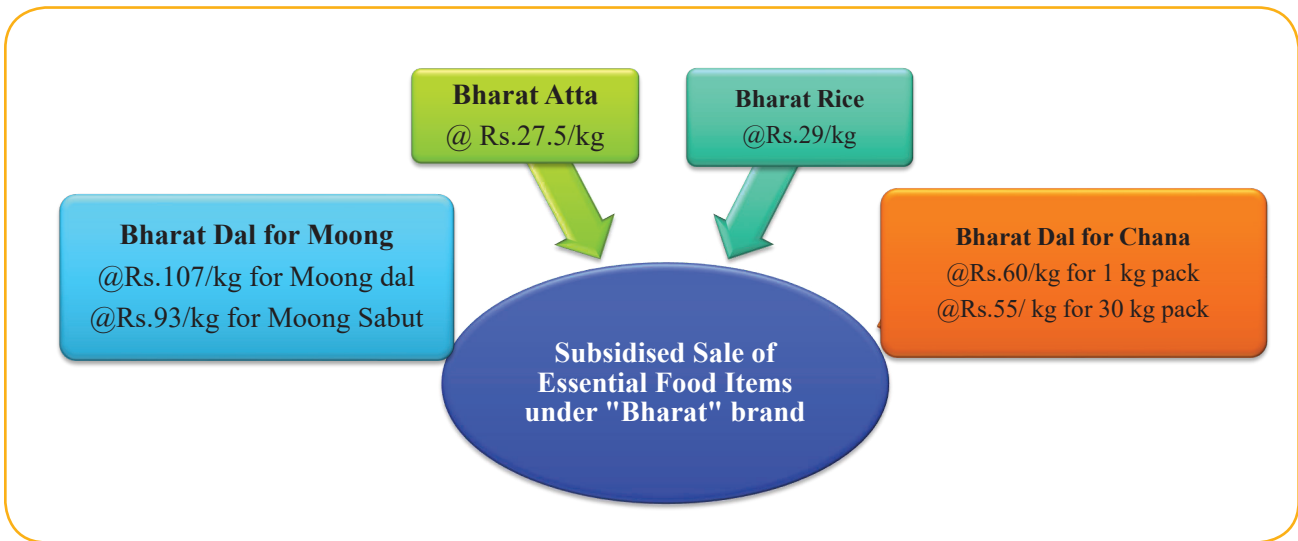 Bharat Atta
@ Rs.27.5/kg
Bharat Rice
@Rs.29/kg
Bharat Dal for Moong
@Rs.107/kg for Moong dal
@Rs.93/kg for Moong Sabut
Bharat Dal for Chana
@Rs.60/kg for 1 kg pack
@Rs.55/ kg for 30 kg pack
Subsidised Sale of
Essential Food Items
under "Bharat" brand